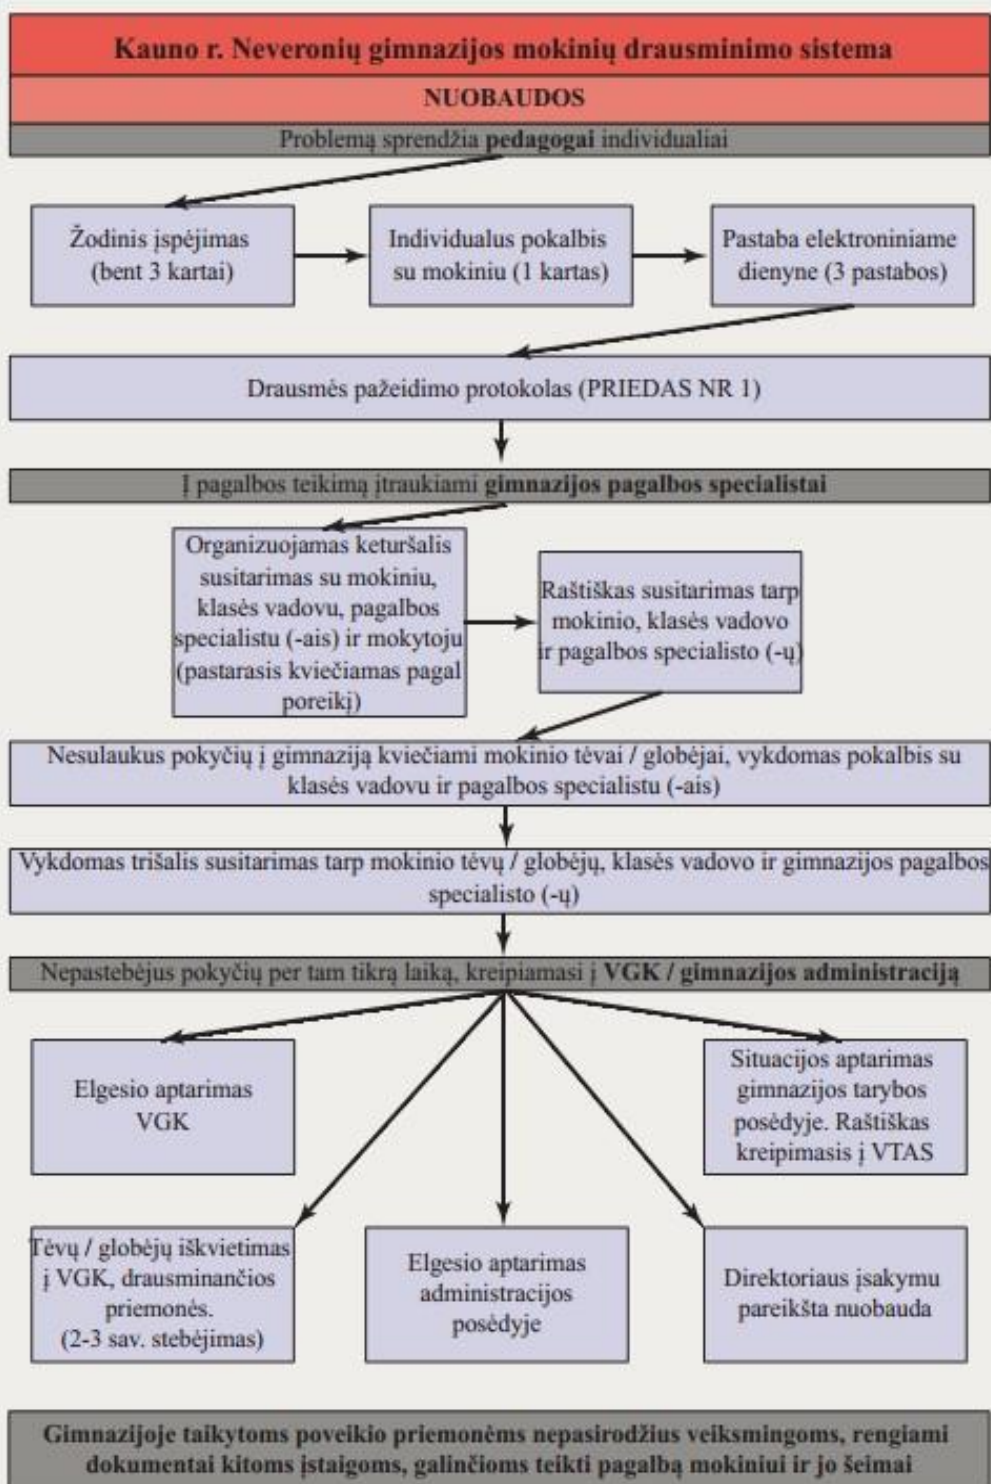 Kauno r. Neveronių gimnazijos mokinių drausminimo sistema
NUOBAUDOS
Problemą sprendžia pedagogai individualiai
Žodinis įspėjimas
(bent 3 kartai)
Individualus pokalbis
su mokiniu (1 kartas)
Pastaba elektroniniame
dienyne (3 pastabos)
Drausmės pažeidimo protokolas (PRIEDAS NR 1)
Į pagalbos teikimą įtraukiami gimnazijos pagalbos specialistai
Organizuojamas keturšalis
susitarimas su mokiniu,
klasės vadovu, pagalbos
specialistu (-ais) ir mokytoju
(pastarasis kviečiamas pagal
poreikį)
Raštiškas susitarimas tarp
mokinio, klasės vadovo
ir pagalbos specialisto (-ų)
Nesulaukus pokyčių į gimnaziją kviečiami mokinio tėvai / globėjai, vykdomas pokalbis su
klasės vadovu ir pagalbos specialistu (-ais)
Vykdomas trišalis susitarimas tarp mokinio tėvų / globėjų, klasės vadovo ir gimnazijos pagalbos
specialisto (-ų)
Nepastebėjus pokyčių per tam tikrą laiką, kreipiamasi į VGK / gimnazijos administraciją
Elgesio aptarimas
VGK
Situacijos aptarimas
gimnazijos tarybos
posėdyje. Raštiškas
kreipimasis į VTAS
Tėvų / globėjų iškvietimas
į VGK, drausminančios
priemonės.
(2-3 sav. stebėjimas)
Elgesio aptarimas
administracijos
posėdyje
Direktoriaus įsakymu
pareikšta nuobauda
Gimnazijoje taikytoms poveikio priemonėms nepasirodžius veiksmingoms, rengiami
dokumentai kitoms įstaigoms, galinčioms teikti pagalbą mokiniui ir jo šeimai